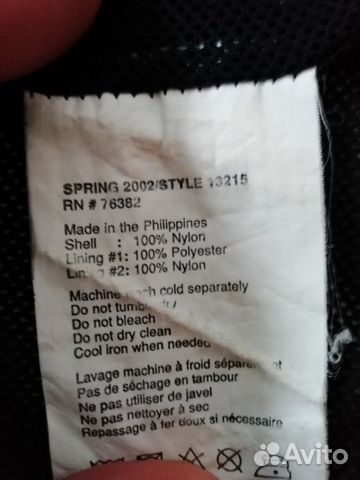 SPRING 2002/STYLE 13215
RN # 76382
Made in the Philippines
Shell : 100% Nylon
Lining #1: 100% Polyester
#2: 100% Nylon
Machine cold separately
Do not
Do not bleach
Do not dry clean
Cool iron when needed
Lavage machine à froid séparément
Pas de séchage en tambour
Ne pas utiliser de javel
Ne pas nettoyer à sec
Repassage à fer doux si nécessaire
Avito